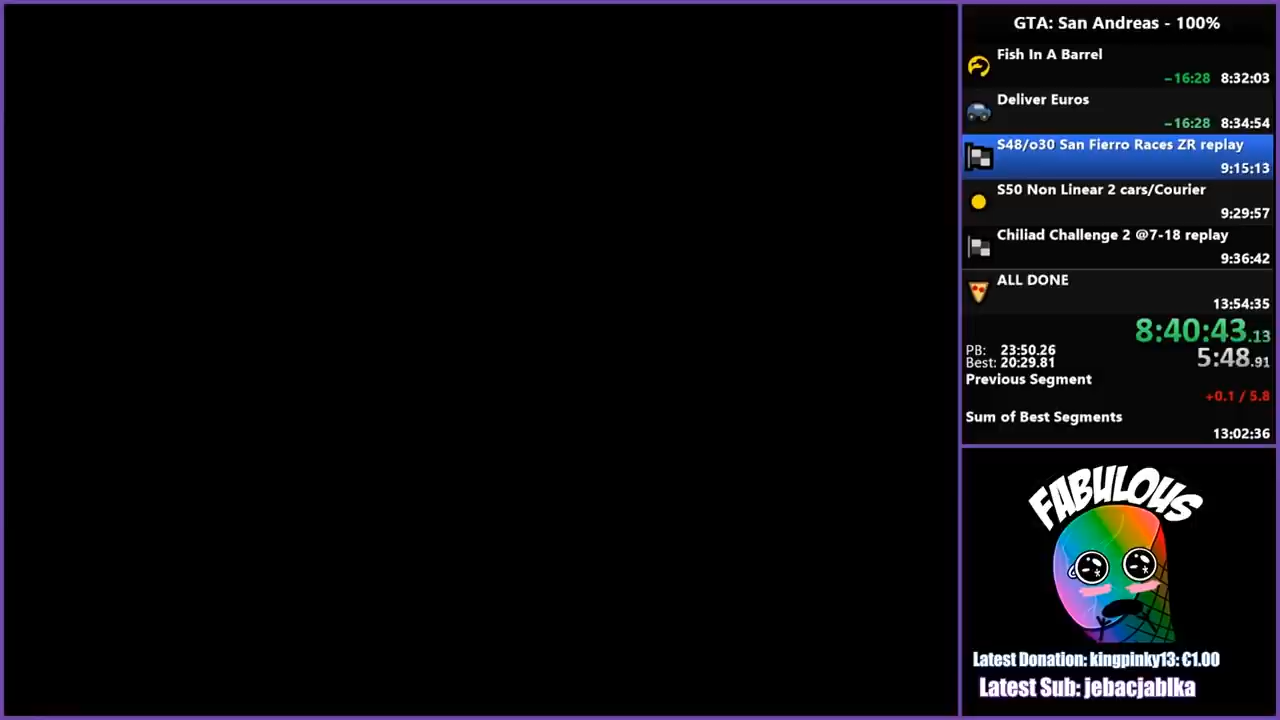 GTA: San Andreas - 100%
Fish In A Barrel
-16:28 8:32:03
Deliver Euros
-16:28 8:34:54
S48/o30 San Fierro Races ZR replay
9:15:13
S50 Non Linear 2 cars/Courier
9:29:57
Chiliad Challenge 2 @7-18 replay
9:36:42
ALL DONE
13:54:35
8:40:43.13
PB: 23:50.26
5:48.91
Best: 20:29.81
Previous Segment
+0.1 / 5.8
Sum of Best Segments
13:02:36
FABULOUS
Latest Donation: kingpinky13: €1.00
Latest Sub: jebacjablka